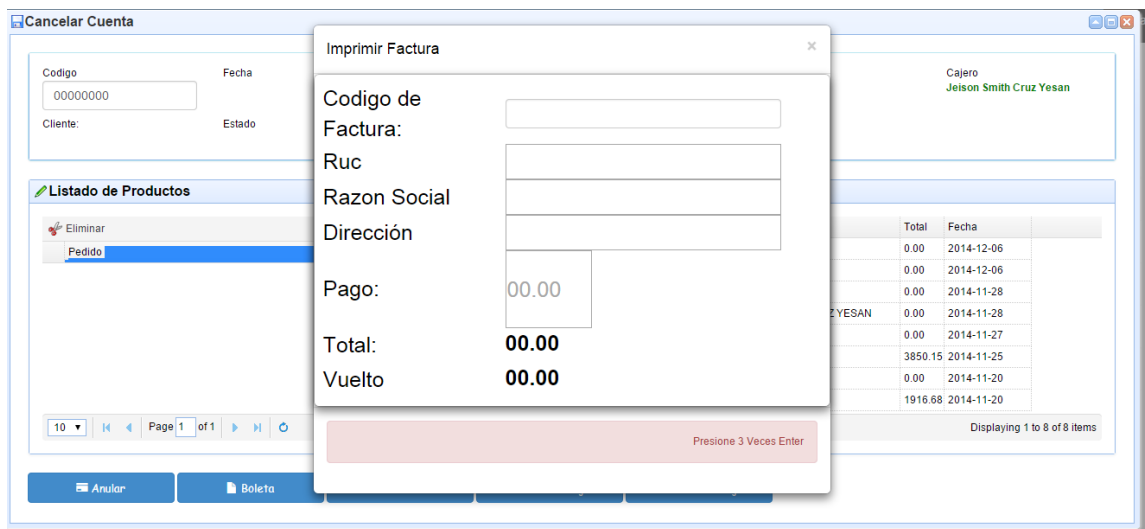 Cancelar Cuenta
Imprimir Factura
×
Codigo
Fecha
Cajero
00000000
Jeison Smith Cruz Yesan
Cliente:
Estado
Codigo de
Factura:
Ruc
Razon Social
Dirección
Pago:
00.00
Total:
00.00
Vuelto
00.00
Listado de Productos
Eliminar
Pedido
Total Fecha
0.00 2014-12-06
0.00 2014-12-06
0.00 2014-11-28
YESAN 0.00 2014-11-28
0.00 2014-11-27
3850.15 2014-11-25
0.00 2014-11-20
1916.68 2014-11-20
10 Page 1 of 1
Displaying 1 to 8 of 8 items
Presione 3 Veces Enter
Anular
Boleta